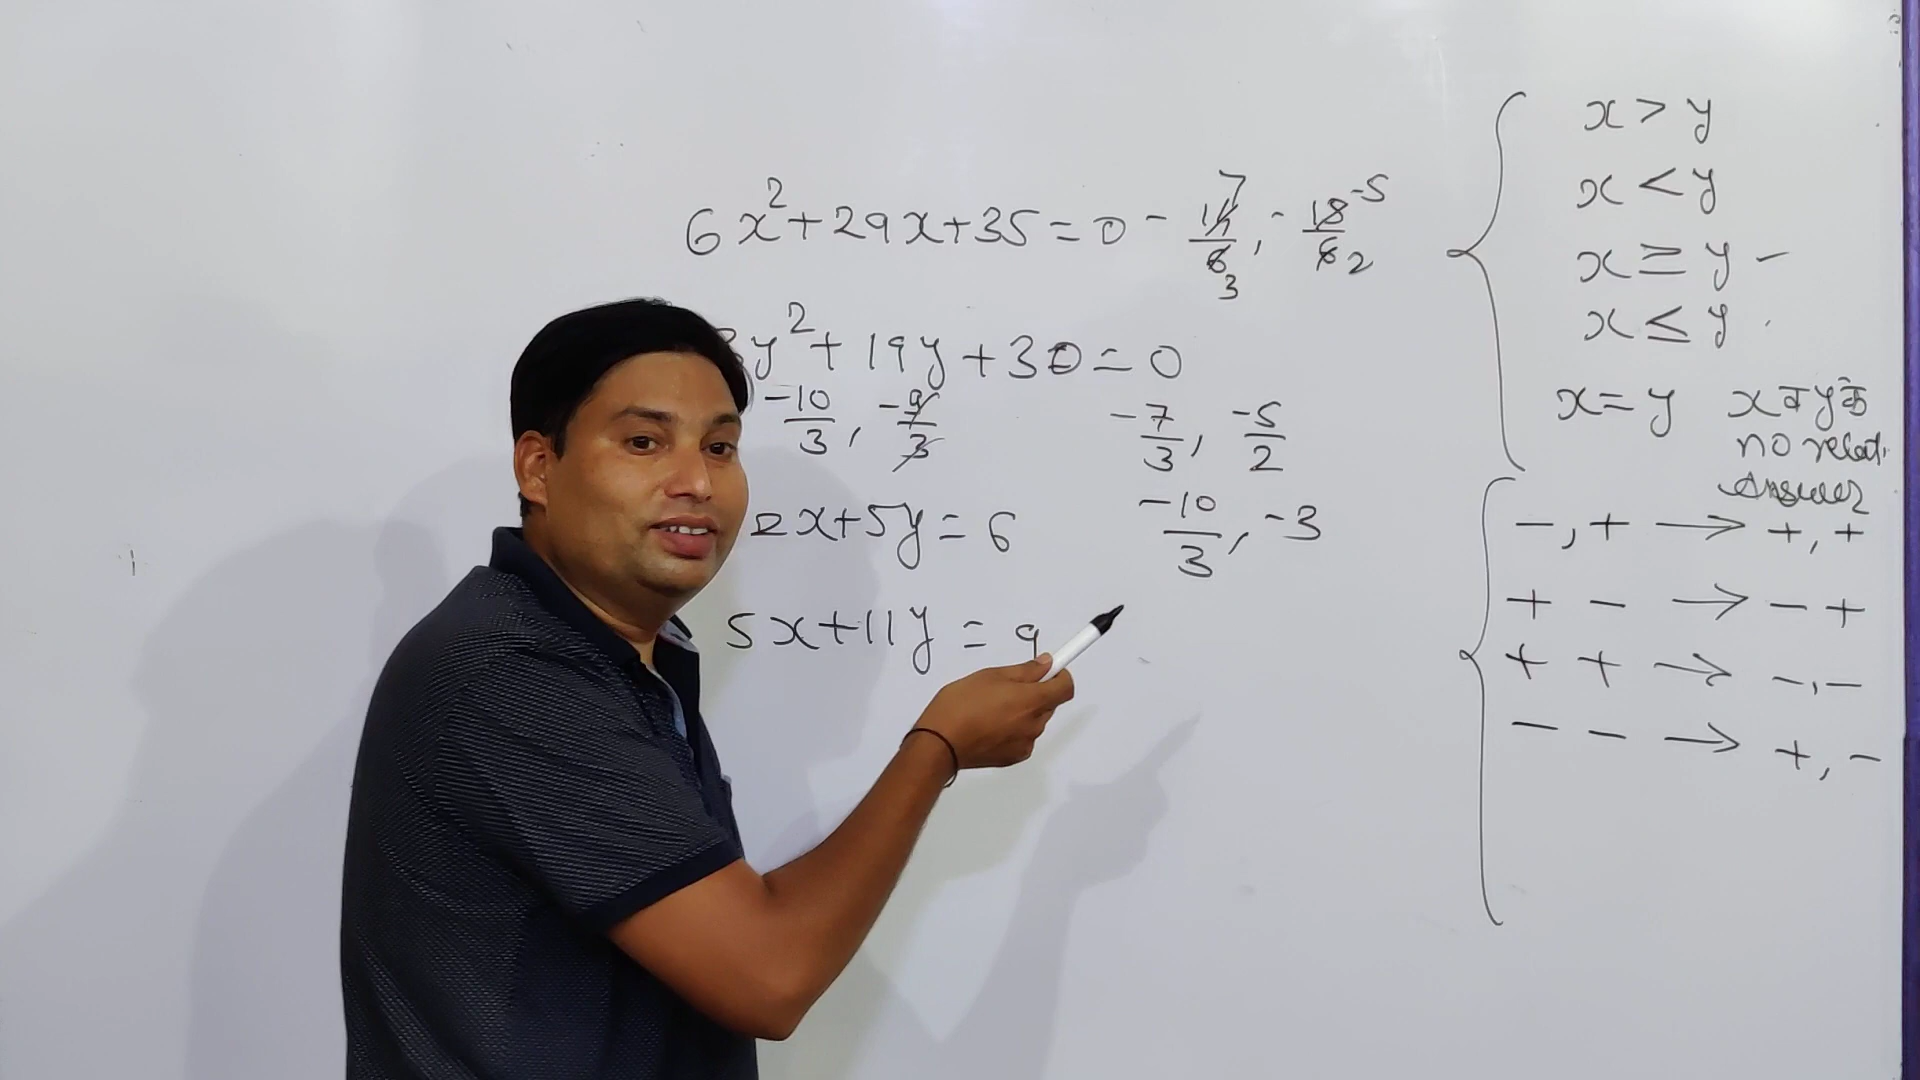 6x²+29x+35=0 - 14/6 7/3, - 18/6 -5/2
3y²+19y+30=0
-10/3, -9/3
-7/3, -5/2
2x+5y=6
-10/3, -3
5x+11y=9
x>y
x<y
x≥y -
x≤y
x=y x व y के
no relat.
Answer
-,+ → +,+
+ - → - +
+ + → -,-
- - → +,-